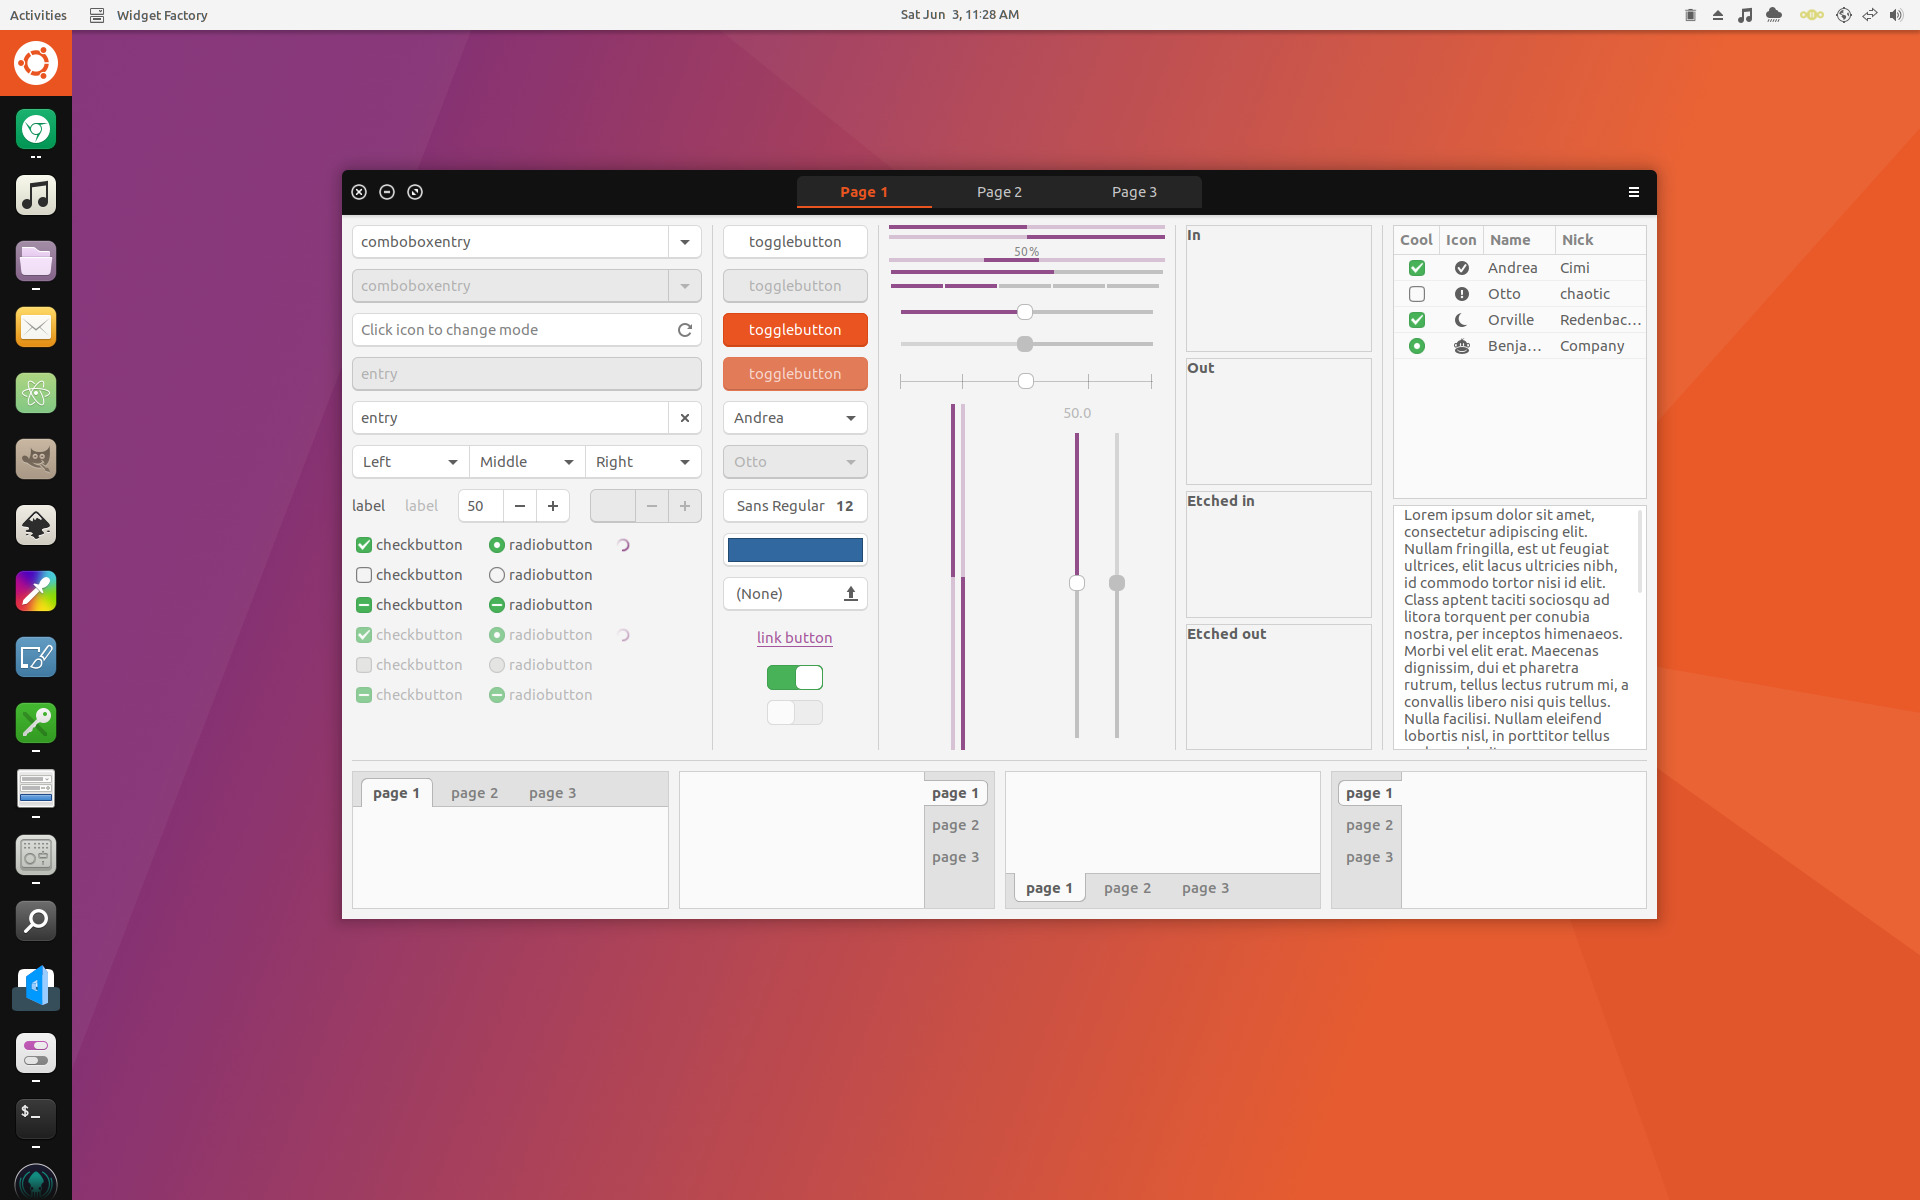 Activities
Widget Factory
Sat Jun 3, 11:28 AM
Page 1
Page 2
Page 3
comboboxentry
comboboxentry
Click icon to change mode
entry
entry
Left
Middle
Right
label
label
50
checkbutton
radiobutton
checkbutton
radiobutton
checkbutton
radiobutton
checkbutton
radiobutton
checkbutton
radiobutton
checkbutton
radiobutton
togglebutton
togglebutton
togglebutton
togglebutton
Andrea
Otto
Sans Regular 12
(None)
link button
50%
50.0
In
Out
Etched in
Etched out
Cool Icon Name Nick
Andrea Cimi
Otto chaotic
Orville Redenbac...
Benja... Company
Lorem ipsum dolor sit amet,
consectetur adipiscing elit.
Nullam fringilla, est ut feugiat
ultrices, elit lacus ultricies nibh,
id commodo tortor nisi id elit.
Class aptent taciti sociosqu ad
litora torquent per conubia
nostra, per inceptos himenaeos.
Morbi vel elit erat. Maecenas
dignissim, dui et pharetra
rutrum, tellus lectus rutrum mi, a
convallis libero nisi quis tellus.
Nulla facilisi. Nullam eleifend
lobortis nisl, in porttitor tellus
page 1
page 2
page 3
page 1
page 2
page 3
page 1
page 2
page 3
page 1
page 2
page 3
$_